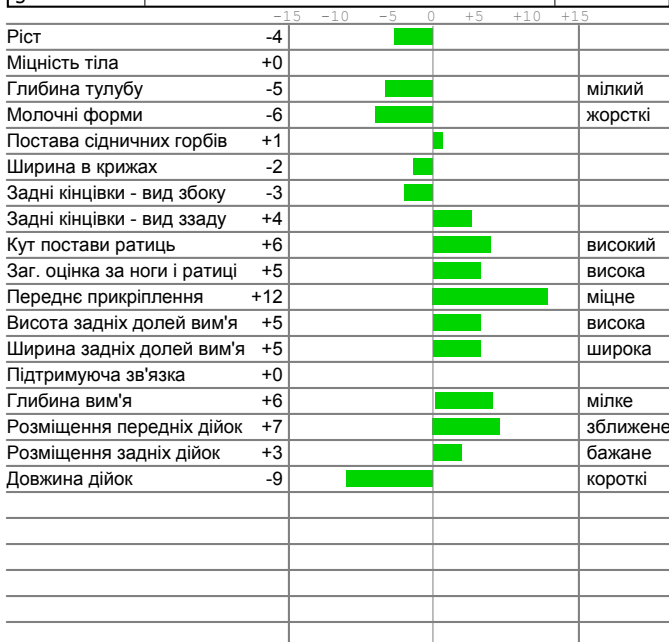 -15 -10 -5 0 +5 +10 +15
Ріст -4
Міцність тіла +0
Глибина тулубу -5 мілкий
Молочні форми -6 жорсткі
Постава сідничних горбів +1
Ширина в крижах -2
Задні кінцівки - вид збоку -3
Задні кінцівки - вид ззаду +4
Кут постави ратиць +6 високий
Заг. оцінка за ноги і ратиці +5 висока
Переднє прикріплення +12 міцне
Висота задніх долей вим'я +5 висока
Ширина задніх долей вим'я +5 широка
Підтримуюча зв'язка +0
Глибина вим'я +6 мілке
Розміщення передніх дійок +7 зближене
Розміщення задніх дійок +3 бажане
Довжина дійок -9 короткі